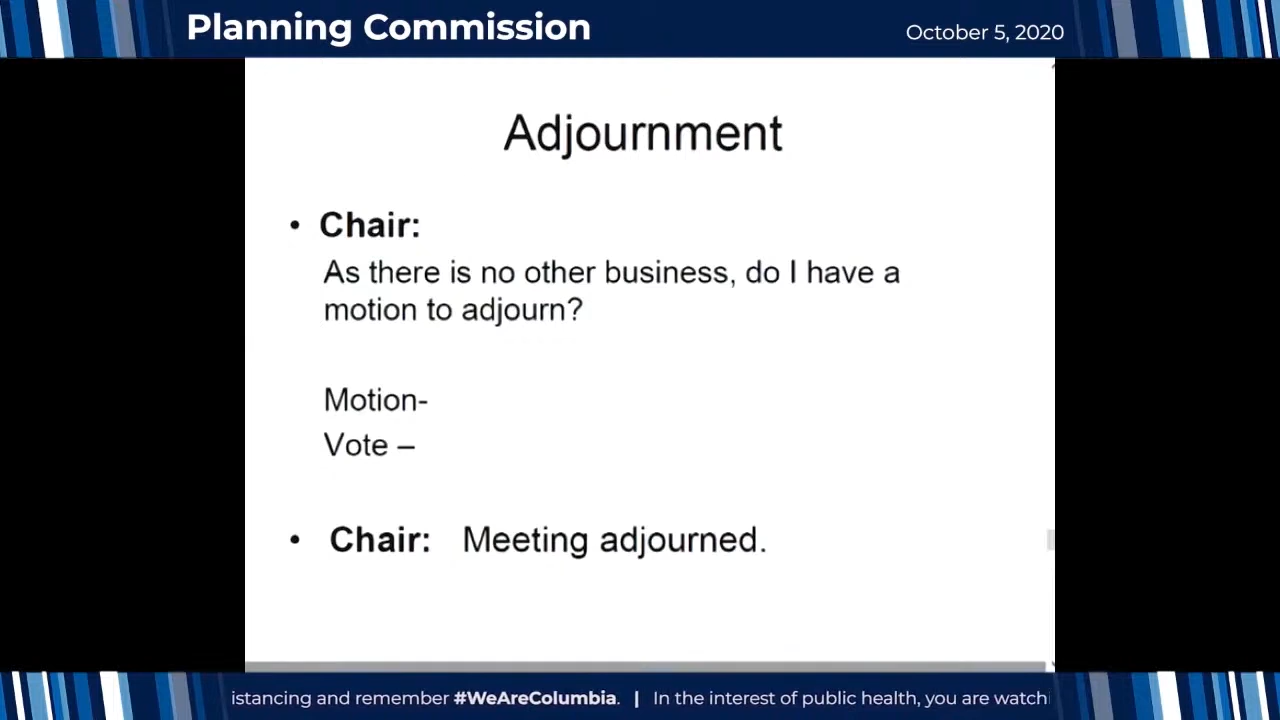 Planning Commission
October 5, 2020
Adjournment
• Chair:
As there is no other business, do I have a
motion to adjourn?
Motion-
Vote –
• Chair: Meeting adjourned.
istancing and remember #WeAreColumbia. | In the interest of public health, you are watch